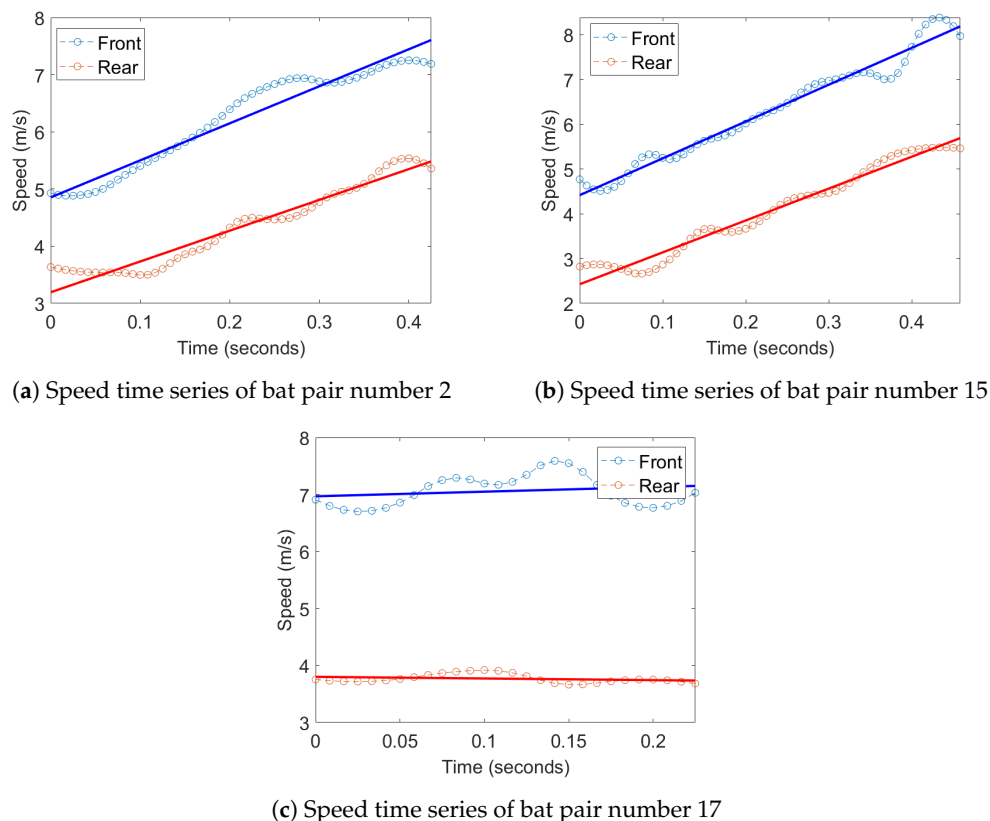 8
7
6
5
4
3
Speed (m/s)
Front
Rear
0 0.1 0.2 0.3 0.4
Time (seconds)
(a) Speed time series of bat pair number 2
8
7
6
5
4
3
2
Speed (m/s)
Front
Rear
0 0.1 0.2 0.3 0.4
Time (seconds)
(b) Speed time series of bat pair number 15
8
7
6
5
4
3
Speed (m/s)
Front
Rear
0 0.05 0.1 0.15 0.2
Time (seconds)
(c) Speed time series of bat pair number 17